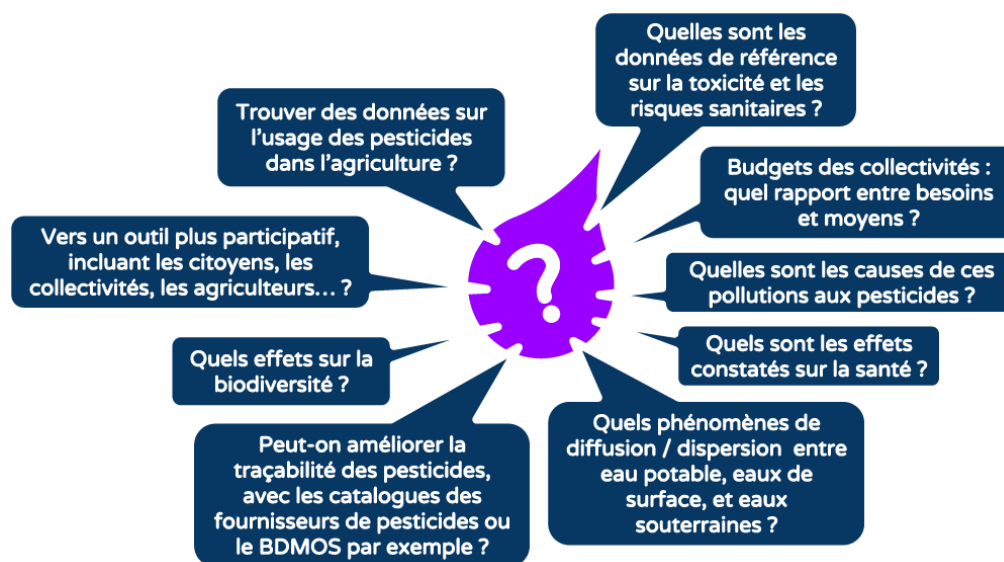 Quelles sont les
données de référence
sur la toxicité et les
risques sanitaires ?
Trouver des données sur
l'usage des pesticides
dans l'agriculture ?
Budgets des collectivités :
quel rapport entre besoins
et moyens ?
Vers un outil plus participatif,
incluant les citoyens, les
collectivités, les agriculteurs... ?
?
Quelles sont les causes de ces
pollutions aux pesticides ?
Quels sont les effets
constatés sur la santé ?
Quels effets sur la
biodiversité ?
Quels phénomènes de
diffusion / dispersion entre
eau potable, eaux de
surface, et eaux
souterraines ?
Peut-on améliorer la
traçabilité des pesticides,
avec les catalogues des
fournisseurs de pesticides ou
le BDMOS par exemple ?